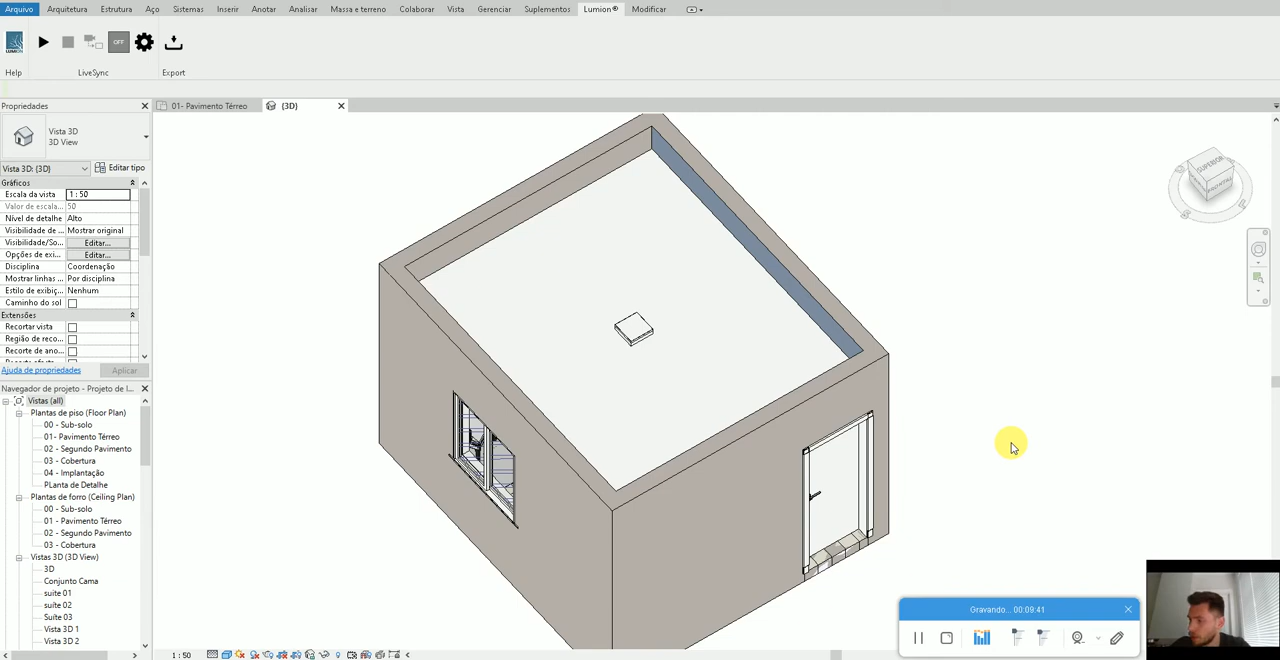 Arquivo Arquitetura Estrutura Aço Sistemas Inserir Anotar Analisar Massa e terreno Colaborar Vista Gerenciar Suplementos Lumion® Modificar
LUMION OFF
Help LiveSync Export
Propriedades
01- Pavimento Térreo {3D}
Vista 3D
3D View
Vista 3D: {3D} Editar tipo
Gráficos
Escala da vista 1 : 50
Valor de escala... 50
Nível de detalhe Alto
Visibilidade de ... Mostrar original
Visibilidade/So... Editar...
Opções de exi... Editar...
Disciplina Coordenação
Mostrar linhas ... Por disciplina
Estilo de exibiç... Nenhum
Caminho do sol
Extensões
Recortar vista
Região de reco...
Recorte de ano...
Ajuda de propriedades Aplicar
Navegador de projeto - Projeto de I...
Vistas (all)
Plantas de piso (Floor Plan)
00 - Sub-solo
01- Pavimento Térreo
02 - Segundo Pavimento
03 - Cobertura
04 - Implantação
PLanta de Detalhe
Plantas de forro (Ceiling Plan)
00 - Sub-solo
01 - Pavimento Térreo
02 - Segundo Pavimento
03 - Cobertura
Vistas 3D (3D View)
3D
Conjunto Cama
suite 01
suite 02
Suite 03
Vista 3D 1
Vista 3D 2
SUPERIOR
Gravando... 00:09:41
1 : 50